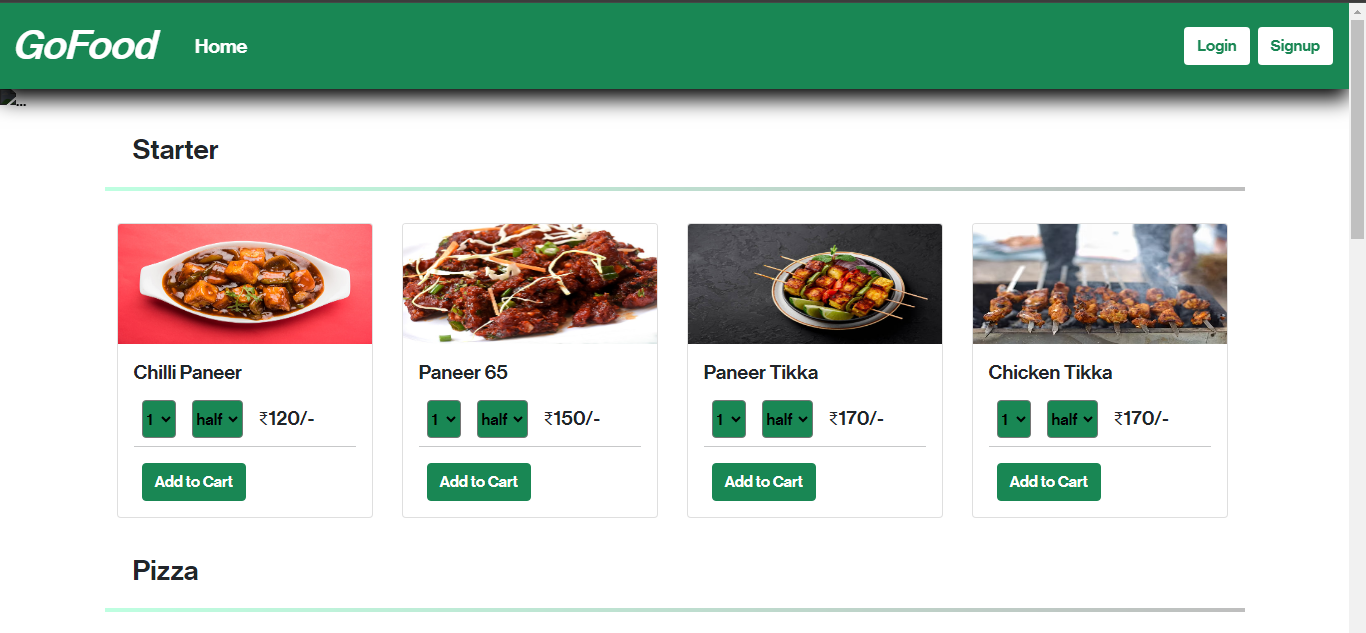 GoFood Home Login Signup
...
Starter
Chilli Paneer Paneer 65 Paneer Tikka Chicken Tikka
1 half ₹120/- 1 half ₹150/- 1 half ₹170/- 1 half ₹170/-
Add to Cart Add to Cart Add to Cart Add to Cart
Pizza